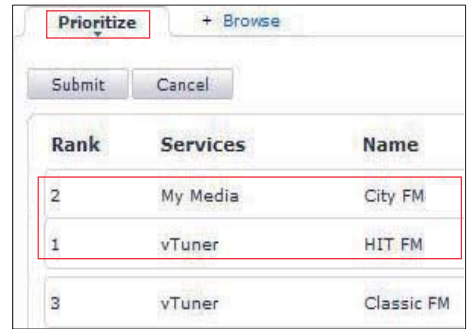 Prioritize + Browse
Submit Cancel
Rank Services Name
2 My Media City FM
1 vTuner HIT FM
3 vTuner Classic FM